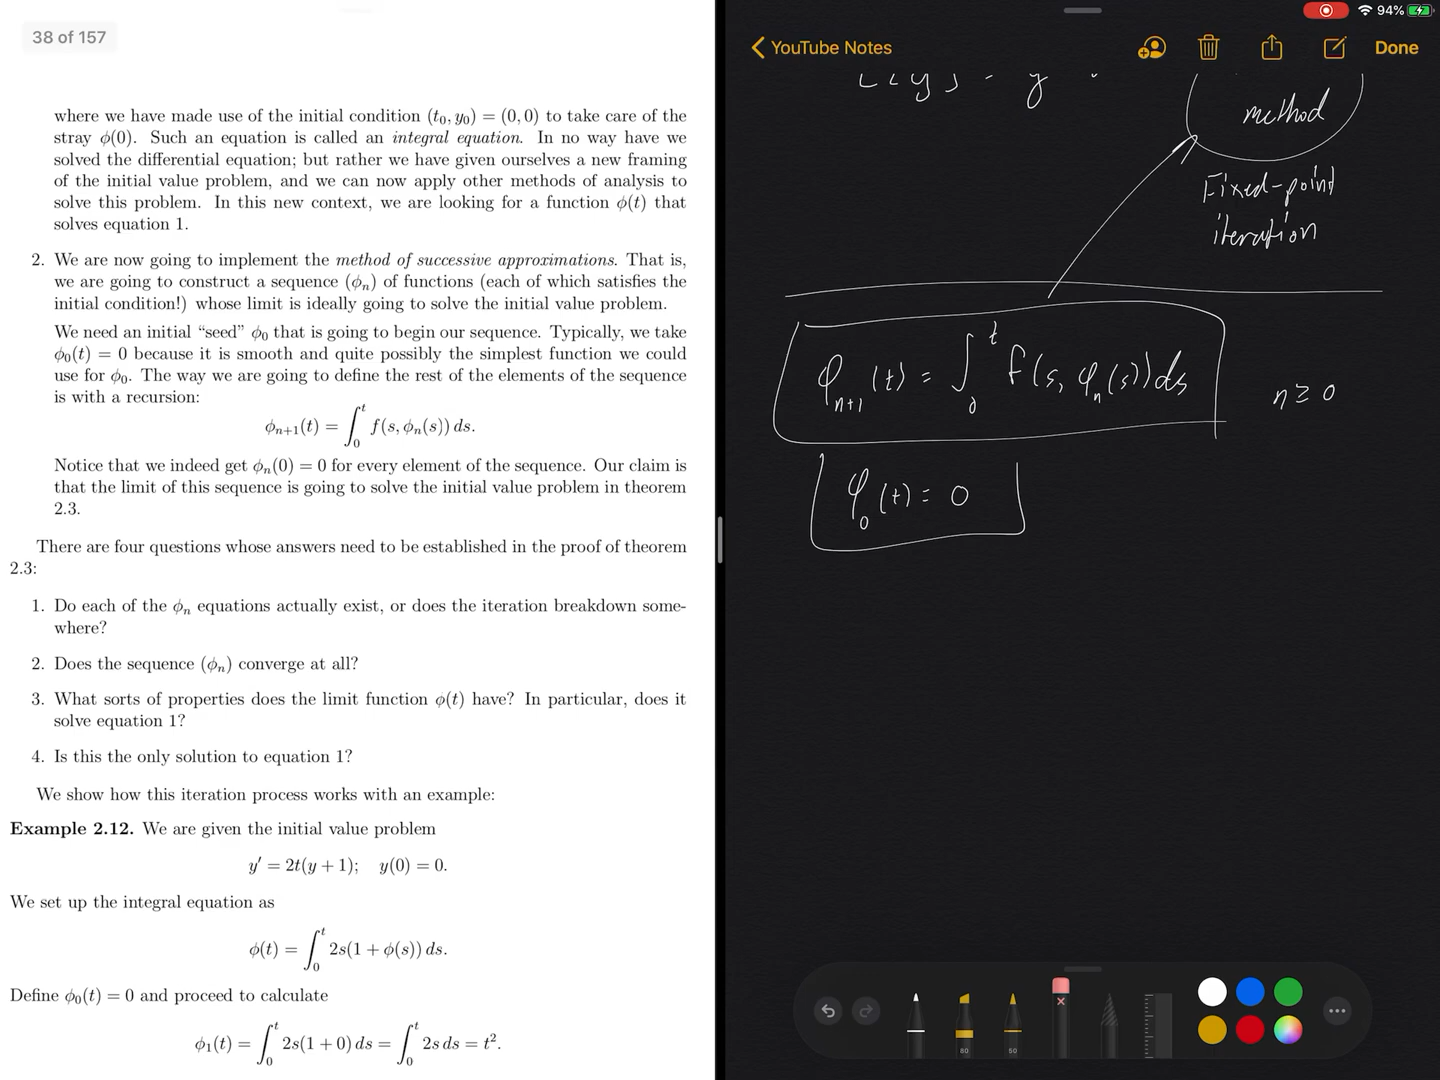 38 of 157
where we have made use of the initial condition (t₀, y₀) = (0, 0) to take care of the
stray ϕ(0). Such an equation is called an integral equation. In no way have we
solved the differential equation; but rather we have given ourselves a new framing
of the initial value problem, and we can now apply other methods of analysis to
solve this problem. In this new context, we are looking for a function ϕ(t) that
solves equation 1.
2. We are now going to implement the method of successive approximations. That is,
we are going to construct a sequence (ϕₙ) of functions (each of which satisfies the
initial condition!) whose limit is ideally going to solve the initial value problem.
We need an initial “seed” ϕ₀ that is going to begin our sequence. Typically, we take
ϕ₀(t) = 0 because it is smooth and quite possibly the simplest function we could
use for ϕ₀. The way we are going to define the rest of the elements of the sequence
is with a recursion:
ϕₙ₊₁(t) = ∫₀ᵗ f(s, ϕₙ(s)) ds.
Notice that we indeed get ϕₙ(0) = 0 for every element of the sequence. Our claim is
that the limit of this sequence is going to solve the initial value problem in theorem
2.3.
There are four questions whose answers need to be established in the proof of theorem
2.3:
1. Do each of the ϕₙ equations actually exist, or does the iteration breakdown some-
where?
2. Does the sequence (ϕₙ) converge at all?
3. What sorts of properties does the limit function ϕ(t) have? In particular, does it
solve equation 1?
4. Is this the only solution to equation 1?
We show how this iteration process works with an example:
Example 2.12. We are given the initial value problem
y′ = 2t(y + 1); y(0) = 0.
We set up the integral equation as
ϕ(t) = ∫₀ᵗ 2s(1 + ϕ(s)) ds.
Define ϕ₀(t) = 0 and proceed to calculate
ϕ₁(t) = ∫₀ᵗ 2s(1 + 0) ds = ∫₀ᵗ 2s ds = t².
94%
YouTube Notes
Done
method
Fixed-point
iteration
φₙ₊₁(t) = ∫₀ᵗ f(s, φₙ(s)) ds n ≥ 0
φ₀(t) = 0
80
50